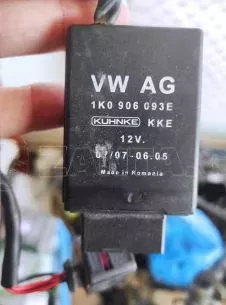 VW AG
1K0 906 093E
KUHNKE KKE
12V.
07/07-06.05
Made in Romania